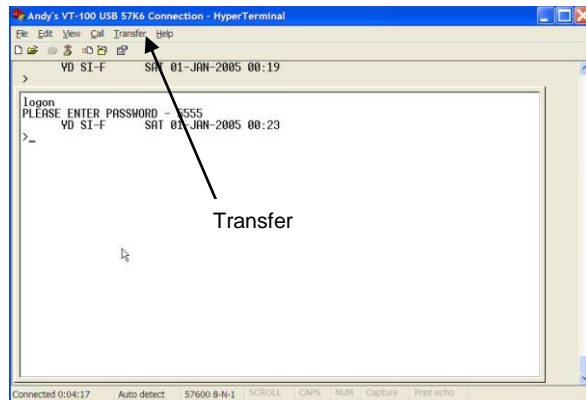 Andy's VT-100 USB 57K6 Connection - HyperTerminal
File Edit View Call Transfer Help
YD SI-F SAT 01-JAN-2005 00:19
>
logon
PLEASE ENTER PASSWORD - 5555
YD SI-F SAT 01-JAN-2005 00:23
>_
Transfer
Connected 0:04:17 Auto detect 57600 8-N-1 SCROLL CAPS NUM Capture Print echo